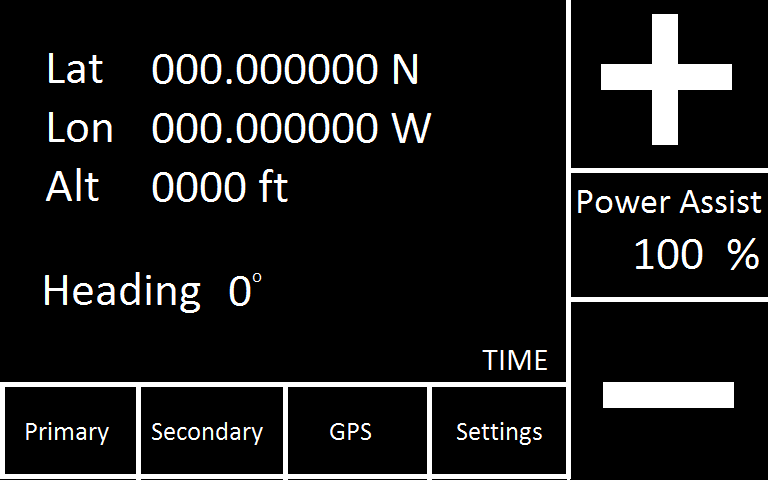 Lat 000.000000 N
Lon 000.000000 W
Alt 0000 ft
Heading 0°
TIME
Power Assist
100 %
Primary Secondary GPS Settings